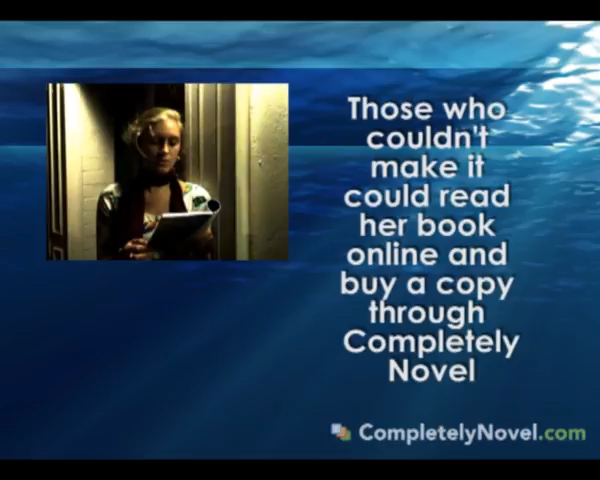 Those who
couldn't
make it
could read
her book
online and
buy a copy
through
Completely
Novel
CompletelyNovel.com